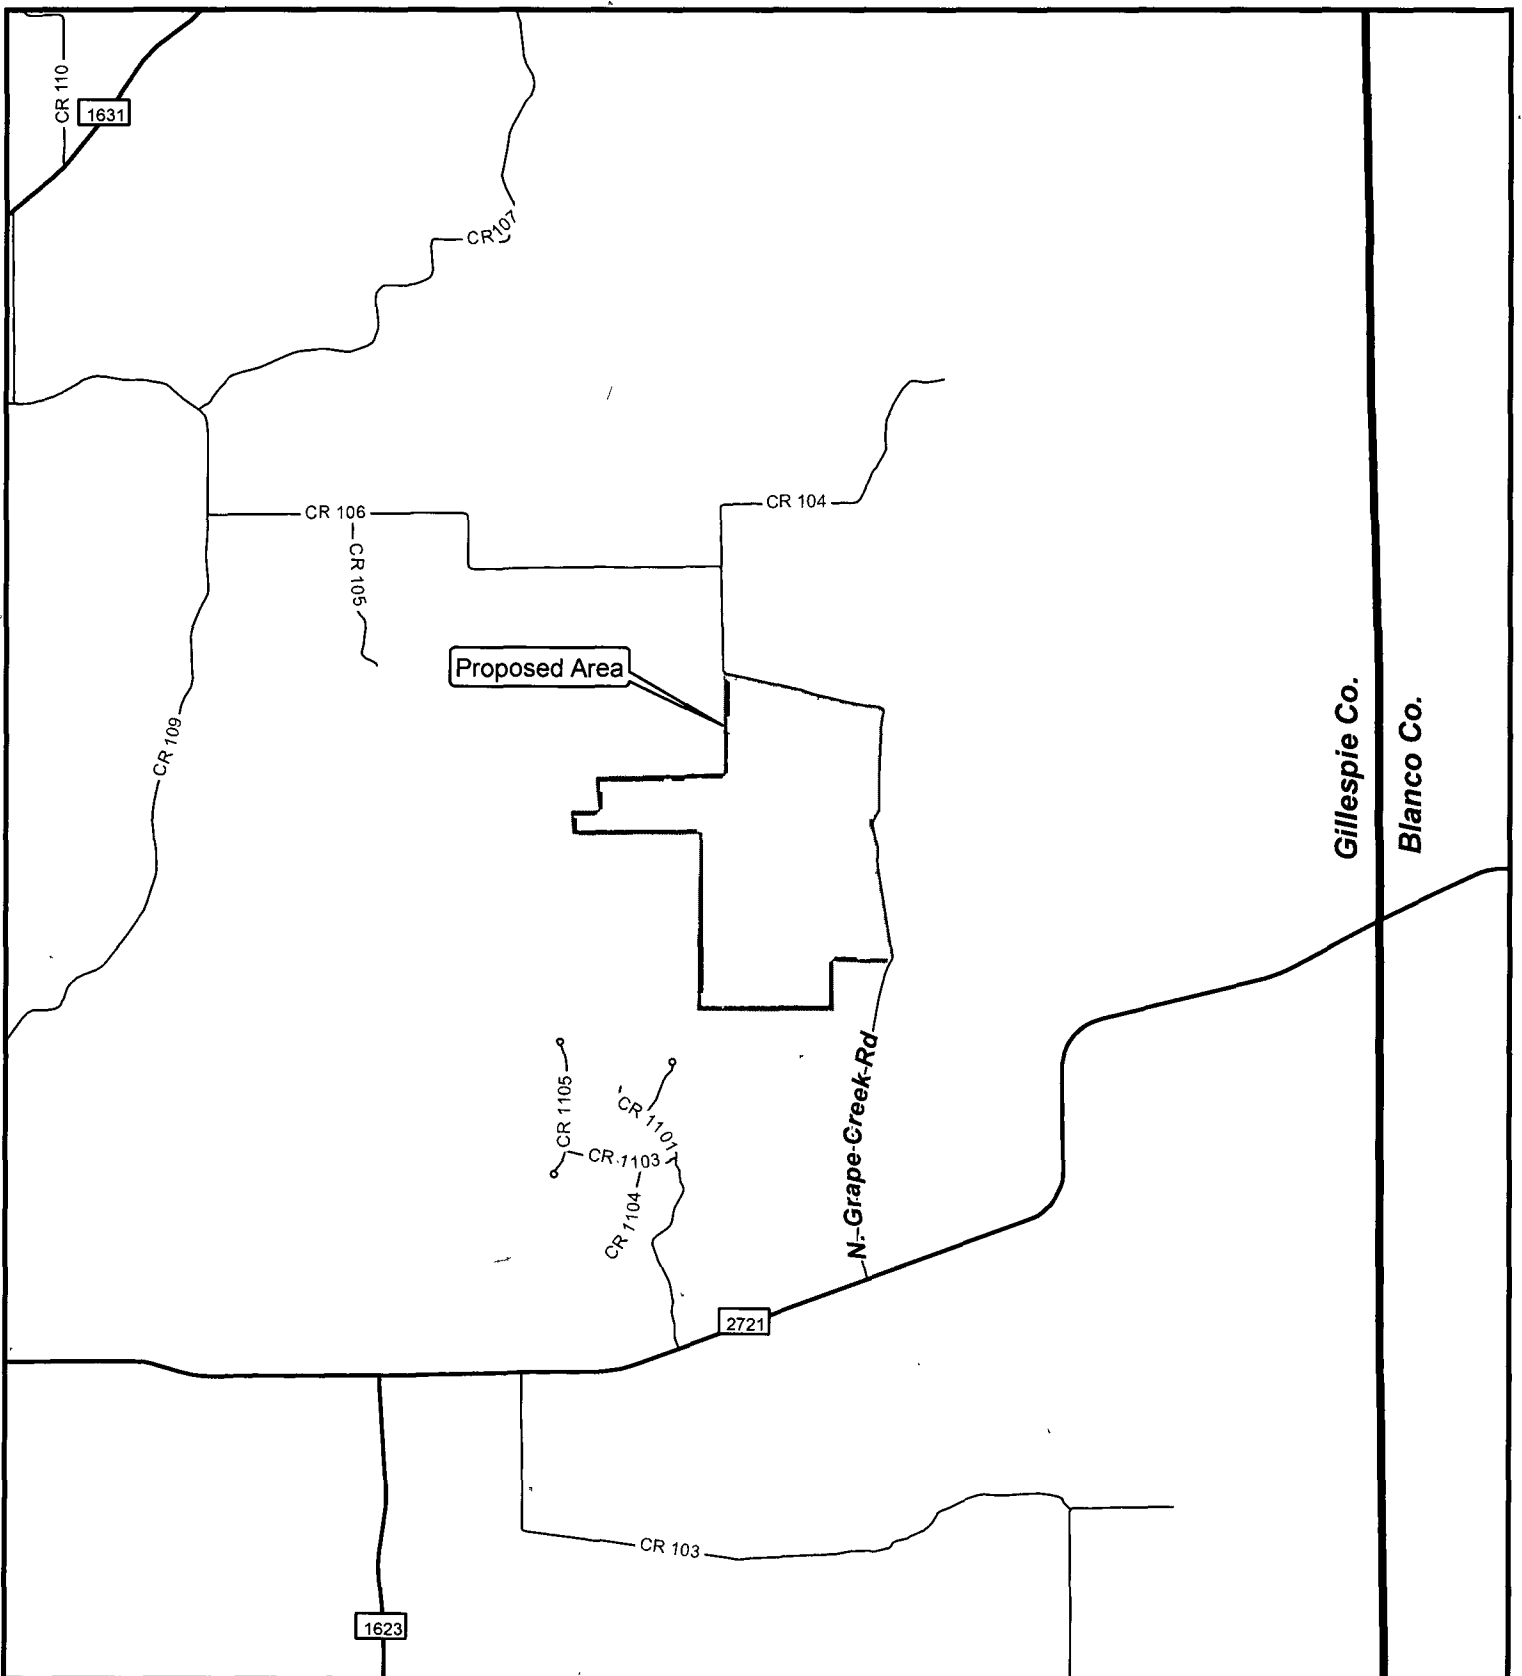 CR 110
1631
CR 107
CR 104
CR 106
CR 105
Proposed Area
CR 109
Gillespie Co.
Blanco Co.
N. Grape Creek Rd
CR 1105
CR 1101
CR 1103
CR 1104
2721
CR 103
1623